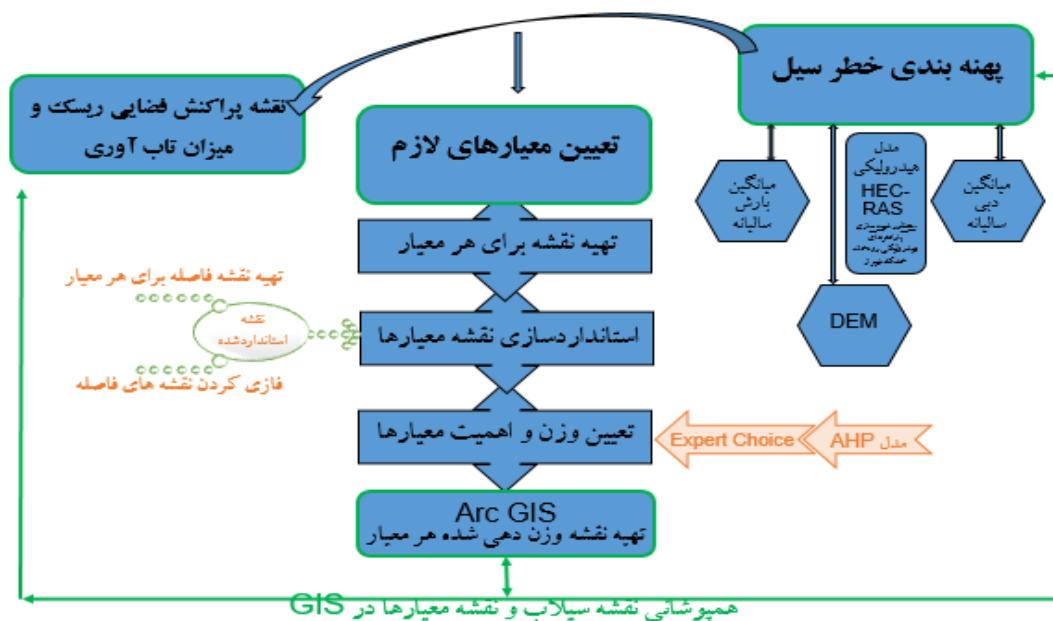 پهنه بندی خطر سیل
نقشه پراکنش فضایی ریسک و
میزان تاب آوری
تعیین معیارهای لازم
مدل
هیدرولیکی
HEC-
RAS
میانگین
بارش
سالیانه
میانگین
دبی
سالیانه
DEM
تهیه نقشه برای هر معیار
تهیه نقشه فاصله برای هر معیار
نقشه
استانداردشده
استانداردسازی نقشه معیارها
فازی کردن نقشه های فاصله
تعیین وزن و اهمیت معیارها
Expert Choice
مدل AHP
Arc GIS
تهیه نقشه وزن دهی شده هر معیار
همپوشانی نقشه سیلاب و نقشه معیارها در GIS